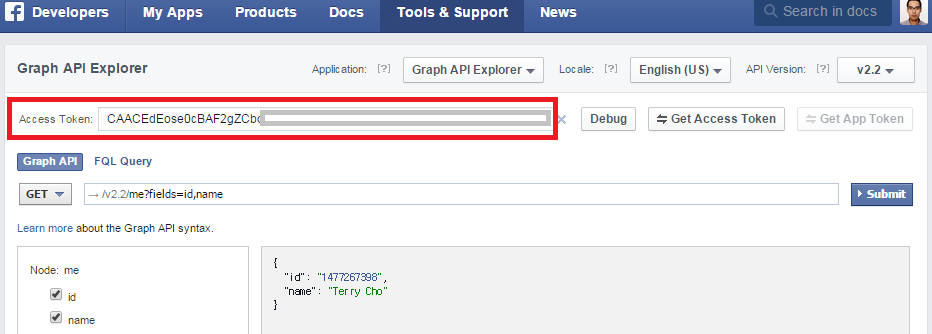 Developers My Apps Products Docs Tools & Support News Search in docs
Graph API Explorer Application: [?] Graph API Explorer Locale: [?] English (US) API Version: [?] v2.2
Access Token: CAACEdEose0cBAF2gZCb Debug Get Access Token Get App Token
Graph API FQL Query
GET → /v2.2/me?fields=id,name Submit
Learn more about the Graph API syntax.
Node: me
id
name
{
"id": "1477267398",
"name": "Terry Cho"
}